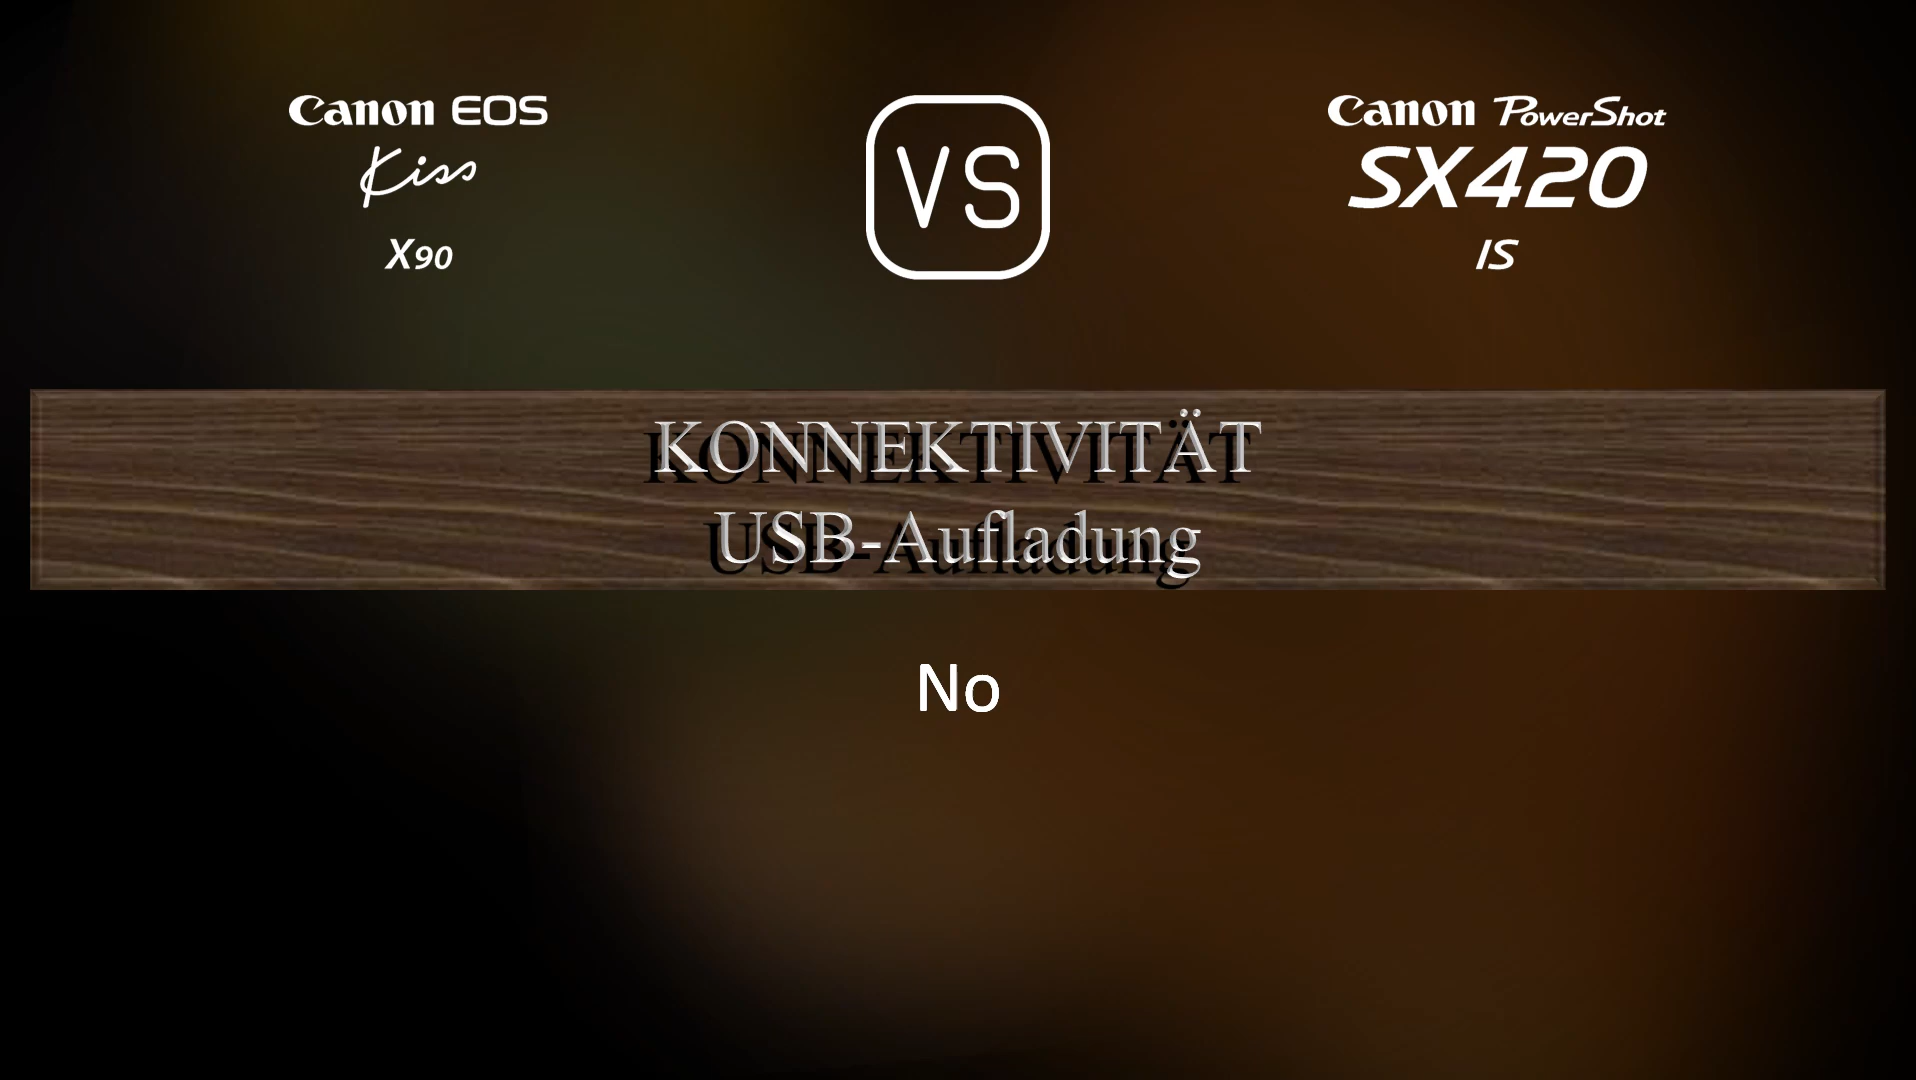 Canon EOS
Kiss
X90
VS
Canon PowerShot
SX420
IS
KONNEKTIVITÄT
USB-Aufladung
No